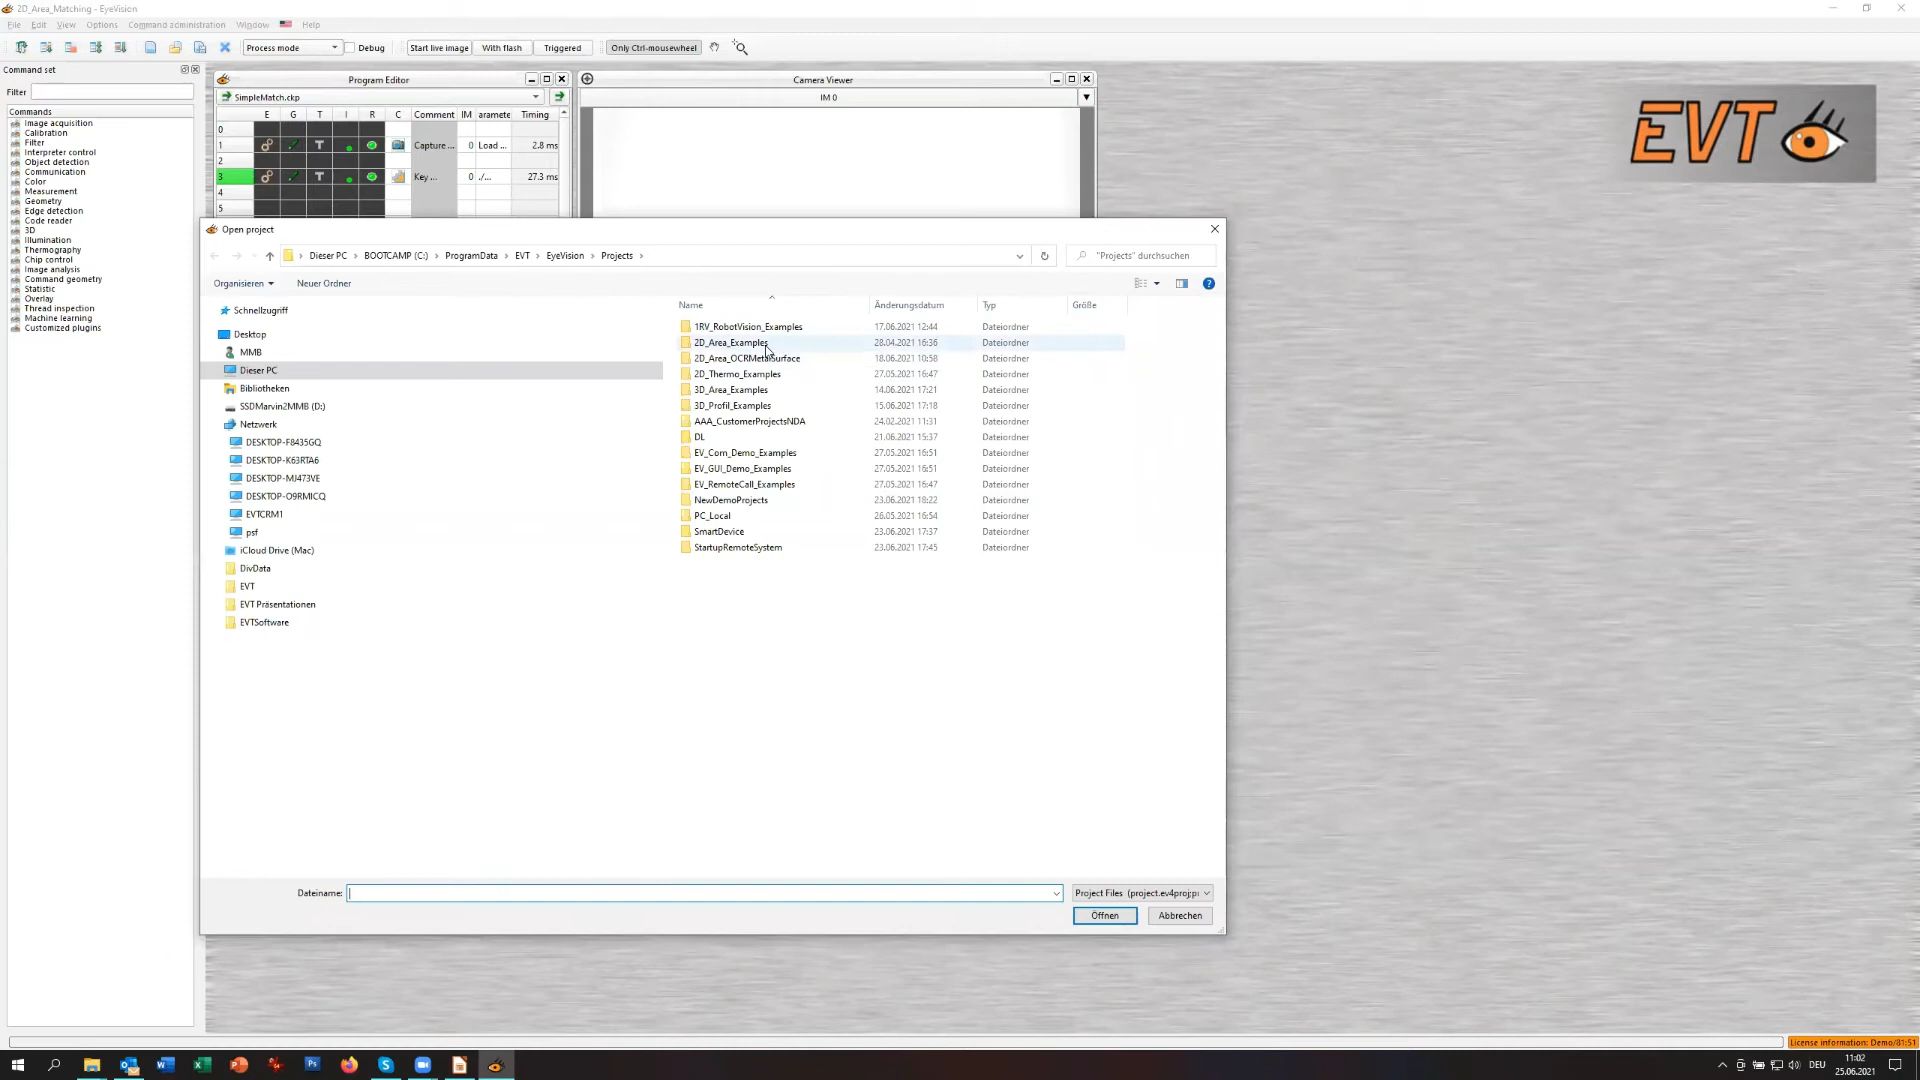 2D_Area_Matching - EyeVision
File Edit View Options Command administration Window Help
Process mode Debug Start live image With flash Triggered Only Ctrl-mousewheel
Command set
Filter
Commands
Image acquisition
Calibration
Filter
Interpreter control
Object detection
Communication
Color
Measurement
Geometry
Edge detection
Code reader
3D
Illumination
Thermography
Chip control
Image analysis
Command geometry
Statistic
Overlay
Thread inspection
Machine learning
Customized plugins
Program Editor
SimpleMatch.ckp
E G T I R C Comment IM aramete Timing
0
1 T Capture ... 0 Load ... 2.8 ms
2
3 T Key ... 0 ./... 27.3 ms
4
5
Camera Viewer
IM 0
EVT
Open project
Dieser PC BOOTCAMP (C:) ProgramData EVT EyeVision Projects
"Projects" durchsuchen
Organisieren Neuer Ordner
Schnellzugriff
Desktop
MMB
Dieser PC
Bibliotheken
SSDMarvin2MMB (D:)
Netzwerk
DESKTOP-F8435GQ
DESKTOP-K63RTA6
DESKTOP-MJ473VE
DESKTOP-O9RMICQ
EVTCRM1
psf
iCloud Drive (Mac)
DivData
EVT
EVT Präsentationen
EVTSoftware
Name Änderungsdatum Typ Größe
1RV_RobotVision_Examples 17.06.2021 12:44 Dateiordner
2D_Area_Examples 28.04.2021 16:36 Dateiordner
2D_Area_OCRMetalSurface 18.06.2021 10:58 Dateiordner
2D_Thermo_Examples 27.05.2021 16:47 Dateiordner
3D_Area_Examples 14.06.2021 17:21 Dateiordner
3D_Profil_Examples 15.06.2021 17:18 Dateiordner
AAA_CustomerProjectsNDA 24.02.2021 11:31 Dateiordner
DL 21.06.2021 15:37 Dateiordner
EV_Com_Demo_Examples 27.05.2021 16:51 Dateiordner
EV_GUI_Demo_Examples 27.05.2021 16:51 Dateiordner
EV_RemoteCall_Examples 27.05.2021 16:47 Dateiordner
NewDemoProjects 23.06.2021 18:22 Dateiordner
PC_Local 26.05.2021 16:54 Dateiordner
SmartDevice 23.06.2021 17:37 Dateiordner
StartupRemoteSystem 23.06.2021 17:45 Dateiordner
Dateiname: Project Files (project.ev4proj;pr
Öffnen Abbrechen
License information: Demo/81:51
DEU 11:02
25.06.2021